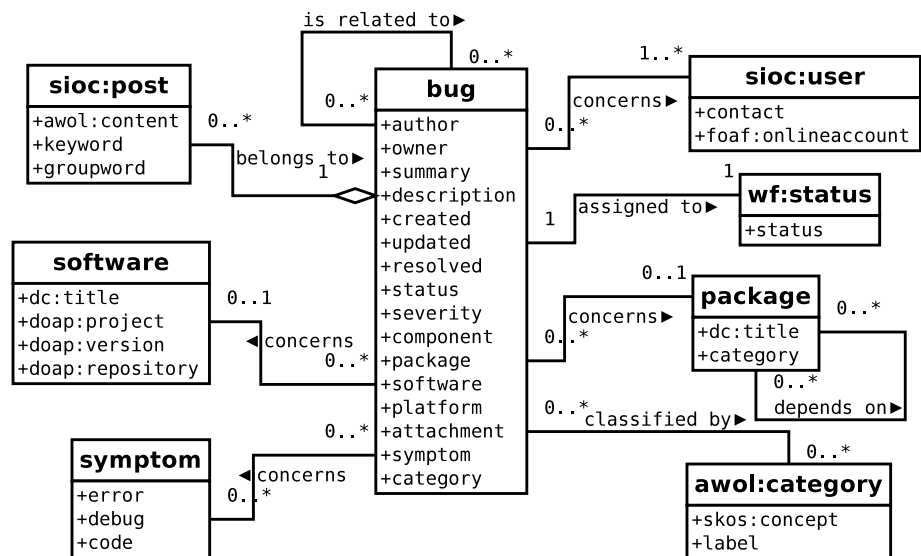 is related to►
0..*
0..*
sioc:post
+awol:content
+keyword
+groupword
0..*
belongs to►
1
bug
+author
+owner
+summary
+description
+created
+updated
+resolved
+status
+severity
+component
+package
+software
+platform
+attachment
+symptom
+category
1..*
concerns►
0..*
sioc:user
+contact
+foaf:onlineaccount
1
assigned to►
1
wf:status
+status
software
+dc:title
+doap:project
+doap:version
+doap:repository
0..1
◄concerns
0..*
0..1
concerns►
0..*
package
+dc:title
+category
0..*
0..*
depends on►
0..*
classified by►
0..*
awol:category
+skos:concept
+label
symptom
+error
+debug
+code
0..*
◄concerns
0..*